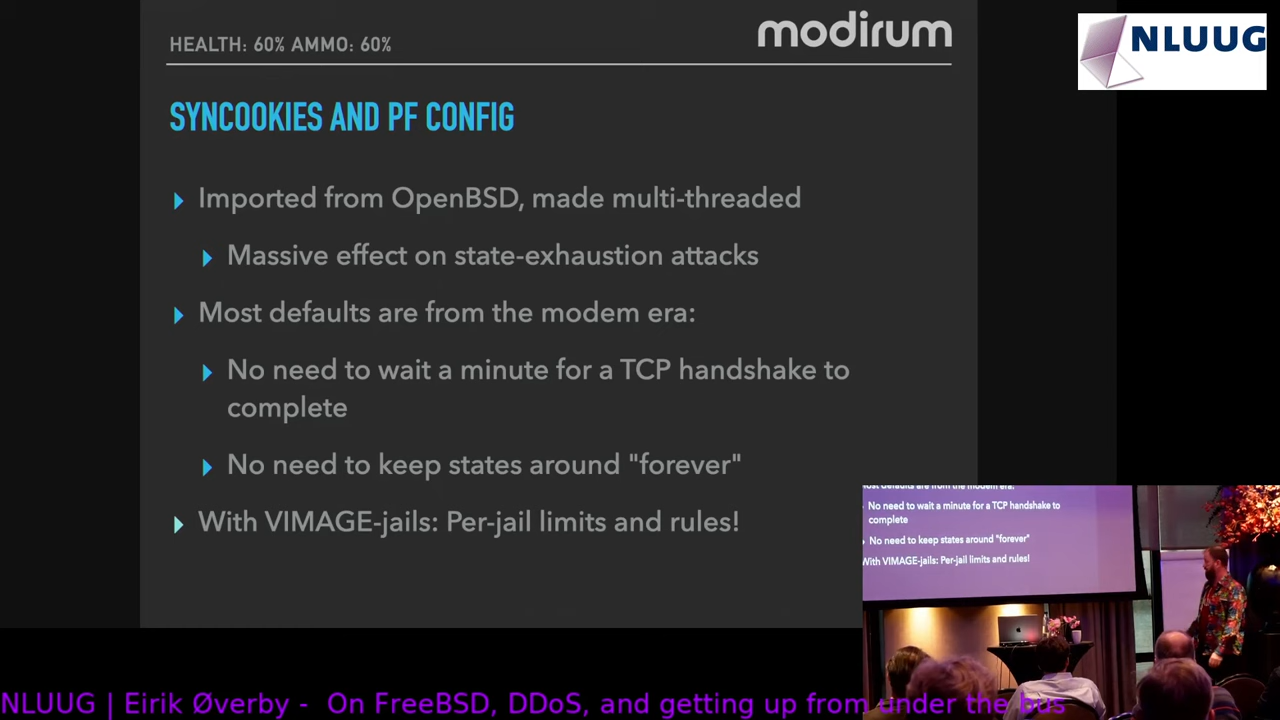 HEALTH: 60% AMMO: 60%
modirum
NLUUG
SYNCOOKIES AND PF CONFIG
Imported from OpenBSD, made multi-threaded
Massive effect on state-exhaustion attacks
Most defaults are from the modem era:
No need to wait a minute for a TCP handshake to
complete
No need to keep states around "forever"
With VIMAGE-jails: Per-jail limits and rules!
ost defaults are from the modem era:
No need to wait a minute for a TCP handshake to
complete
No need to keep states around "forever"
With VIMAGE-jails: Per-jail limits and rules!
NLUUG | Eirik Øverby - On FreeBSD, DDoS, and getting up from under the bus